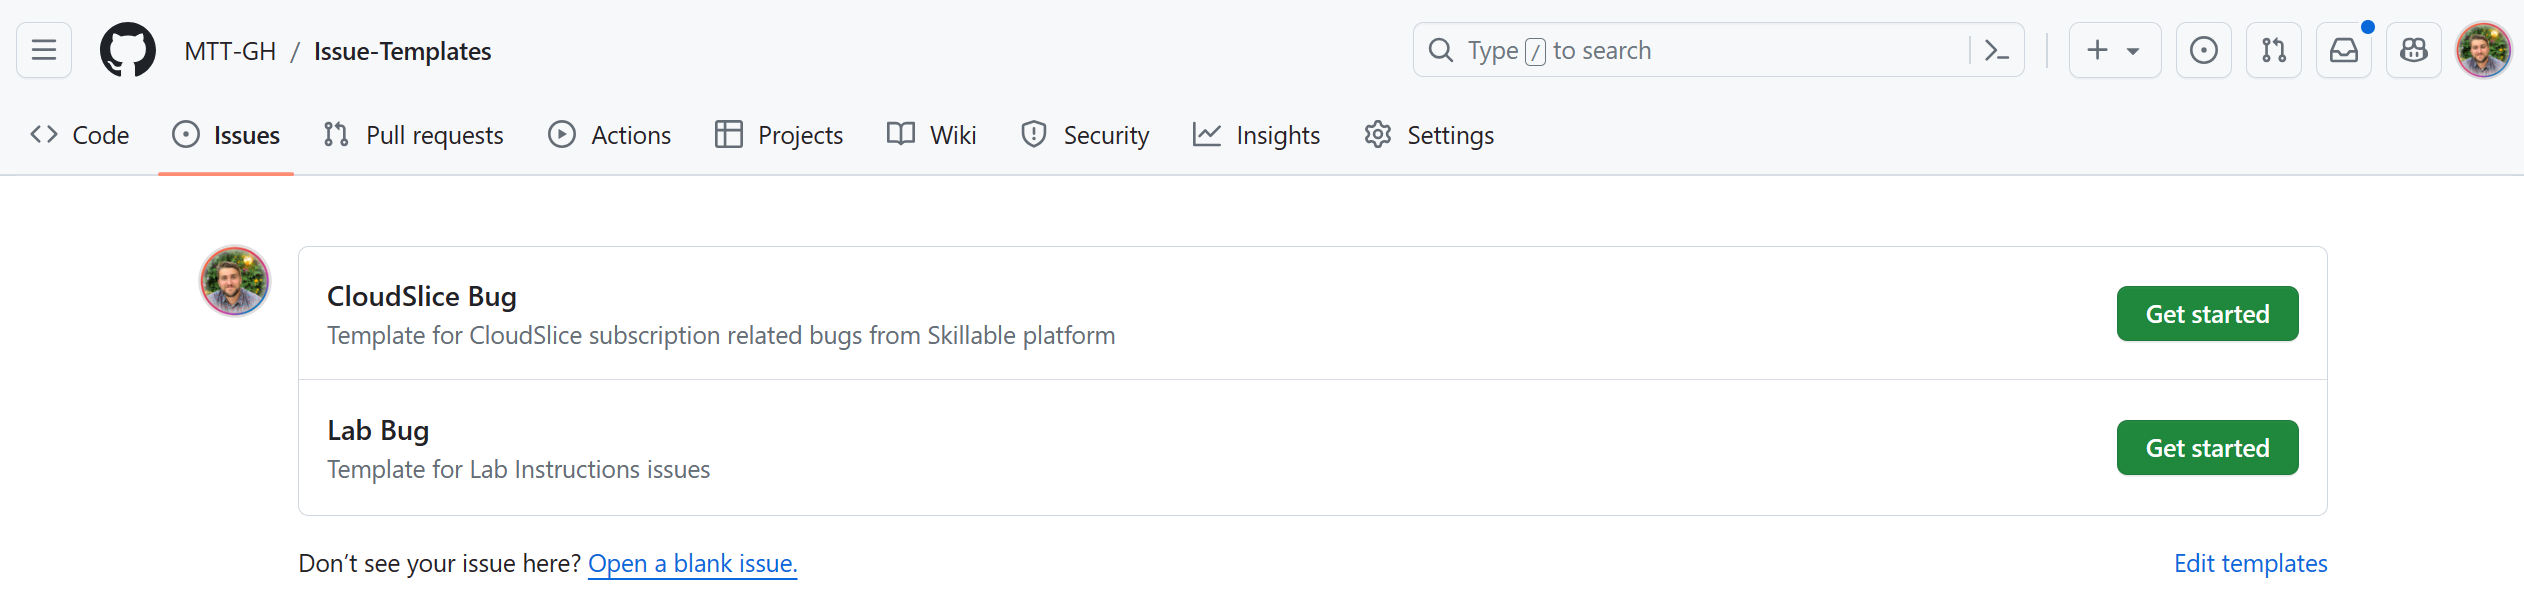 MTT-GH / Issue-Templates
Type / to search
Code Issues Pull requests Actions Projects Wiki Security Insights Settings
CloudSlice Bug
Template for CloudSlice subscription related bugs from Skillable platform
Get started
Lab Bug
Template for Lab Instructions issues
Get started
Don’t see your issue here? Open a blank issue.
Edit templates